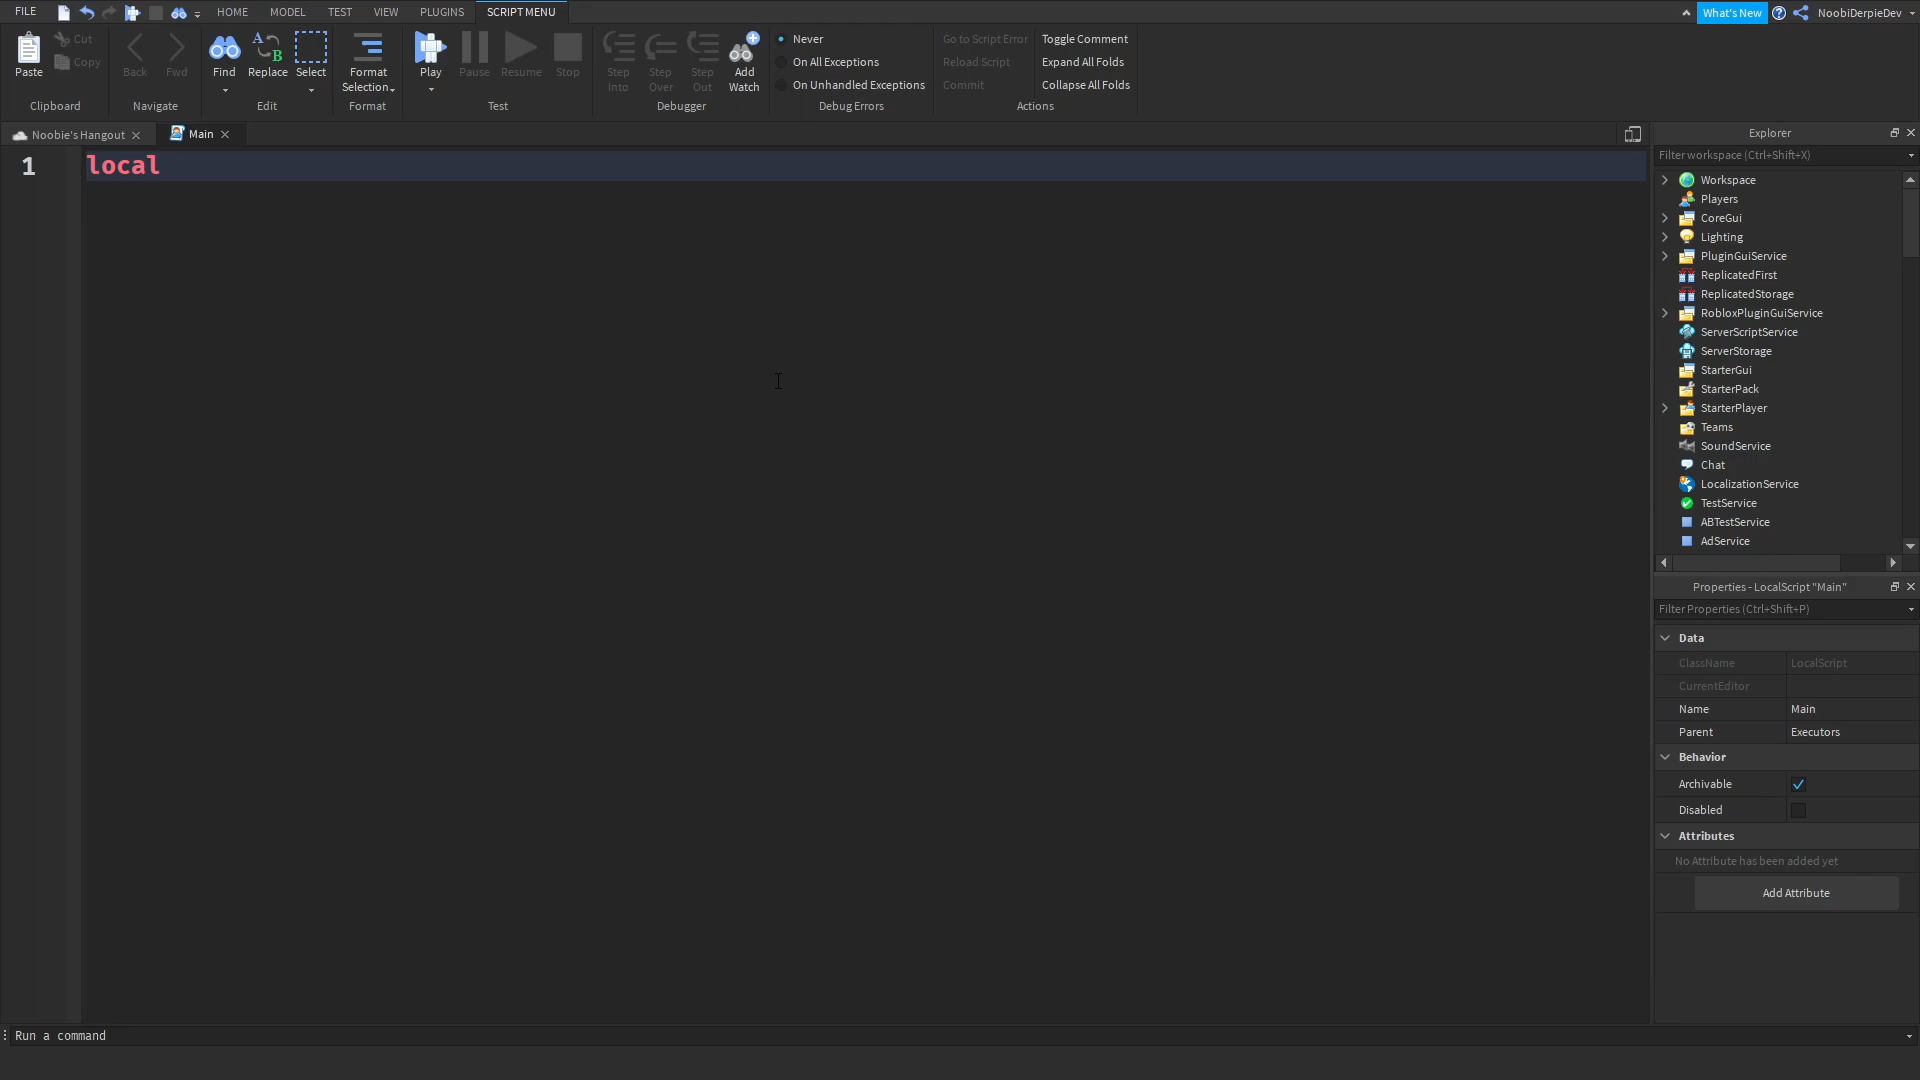 FILE HOME MODEL TEST VIEW PLUGINS SCRIPT MENU What's New NoobiDerpieDev
Paste Cut Copy Clipboard
Back Fwd Navigate
Find Replace Select Edit
Format Selection Format
Play Pause Resume Stop Test
Step Into Step Over Step Out Add Watch Debugger
Never
On All Exceptions
On Unhandled Exceptions
Debug Errors
Go to Script Error Toggle Comment
Reload Script Expand All Folds
Commit Collapse All Folds
Actions
Noobie's Hangout Main
1 local
Explorer
Filter workspace (Ctrl+Shift+X)
Workspace
Players
CoreGui
Lighting
PluginGuiService
ReplicatedFirst
ReplicatedStorage
RobloxPluginGuiService
ServerScriptService
ServerStorage
StarterGui
StarterPack
StarterPlayer
Teams
SoundService
Chat
LocalizationService
TestService
ABTestService
AdService
Properties - LocalScript "Main"
Filter Properties (Ctrl+Shift+P)
Data
ClassName LocalScript
CurrentEditor
Name Main
Parent Executors
Behavior
Archivable
Disabled
Attributes
No Attribute has been added yet
Add Attribute
Run a command